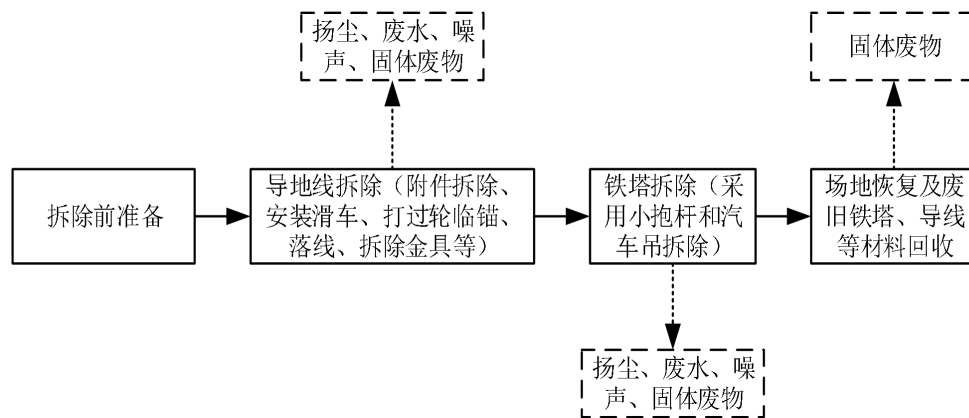 扬尘、废水、噪
声、固体废物
固体废物
拆除前准备
导地线拆除（附件拆除、
安装滑车、打过轮临锚、
落线、拆除金具等）
铁塔拆除（采
用小抱杆和汽
车吊拆除）
场地恢复及废
旧铁塔、导线
等材料回收
扬尘、废水、噪
声、固体废物